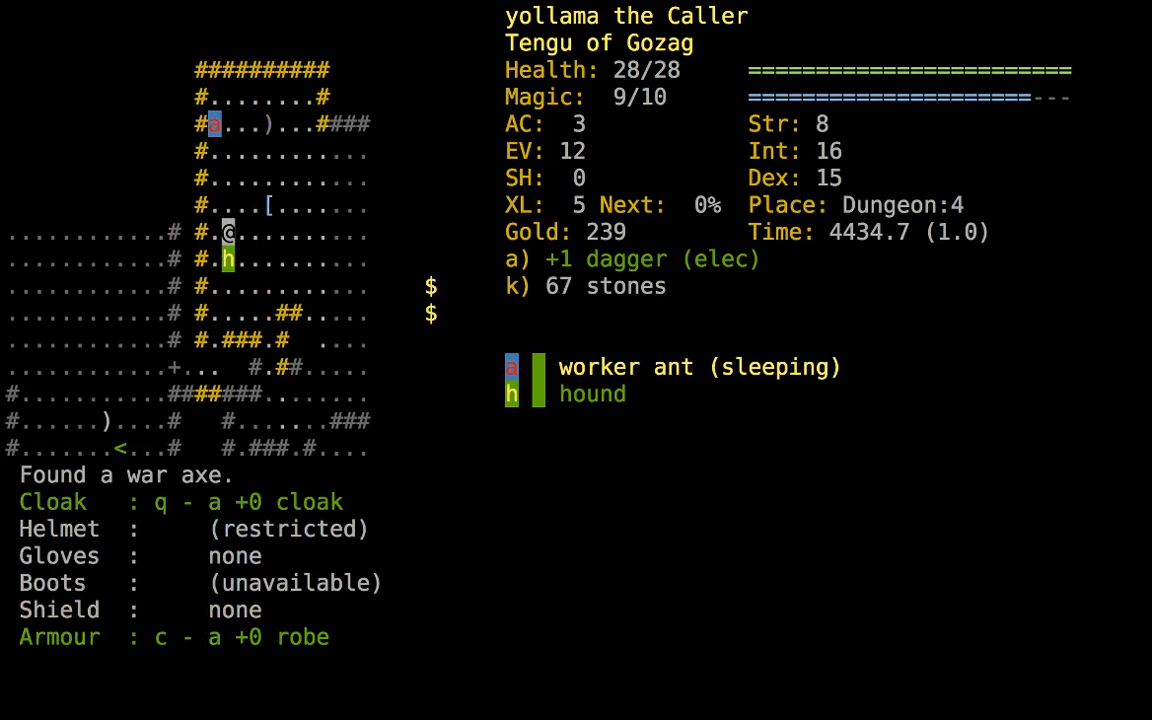 yollama the Caller
Tengu of Gozag
########## Health: 28/28 ========================
#........# Magic:  9/10 =====================---
#a...)...#### AC:  3 Str: 8
#............ EV: 12 Int: 16
#............ SH:  0 Dex: 15
#....[....... XL:  5 Next:  0% Place: Dungeon:4
............# #.@.......... Gold: 239 Time: 4434.7 (1.0)
............# #.h.......... a) +1 dagger (elec)
............# #............ $ k) 67 stones
............# #.....##..... $
............# #.###.# ....
............+... #.##.....
#...........#######........
#......)....# #.......###
#.......<...# #.###.#....
a worker ant (sleeping)
h hound
Found a war axe.
Cloak : q - a +0 cloak
Helmet : (restricted)
Gloves : none
Boots : (unavailable)
Shield : none
Armour : c - a +0 robe